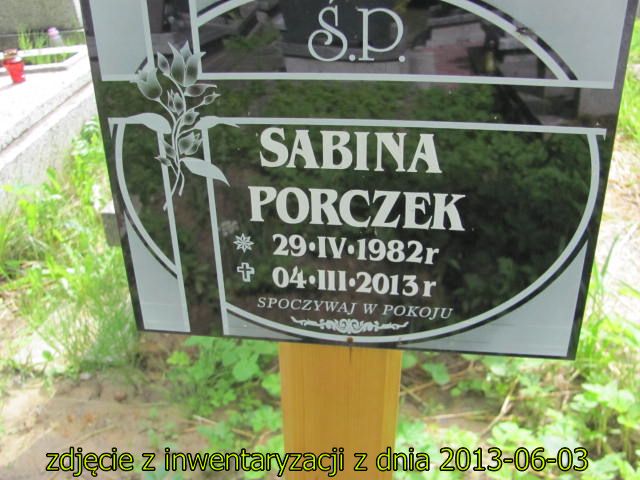 Ś.P.
SABINA
PORCZEK
29·IV·1982r
04·III·2013r
SPOCZYWAJ W POKOJU
zdjęcie z inwentaryzacji z dnia 2013-06-03